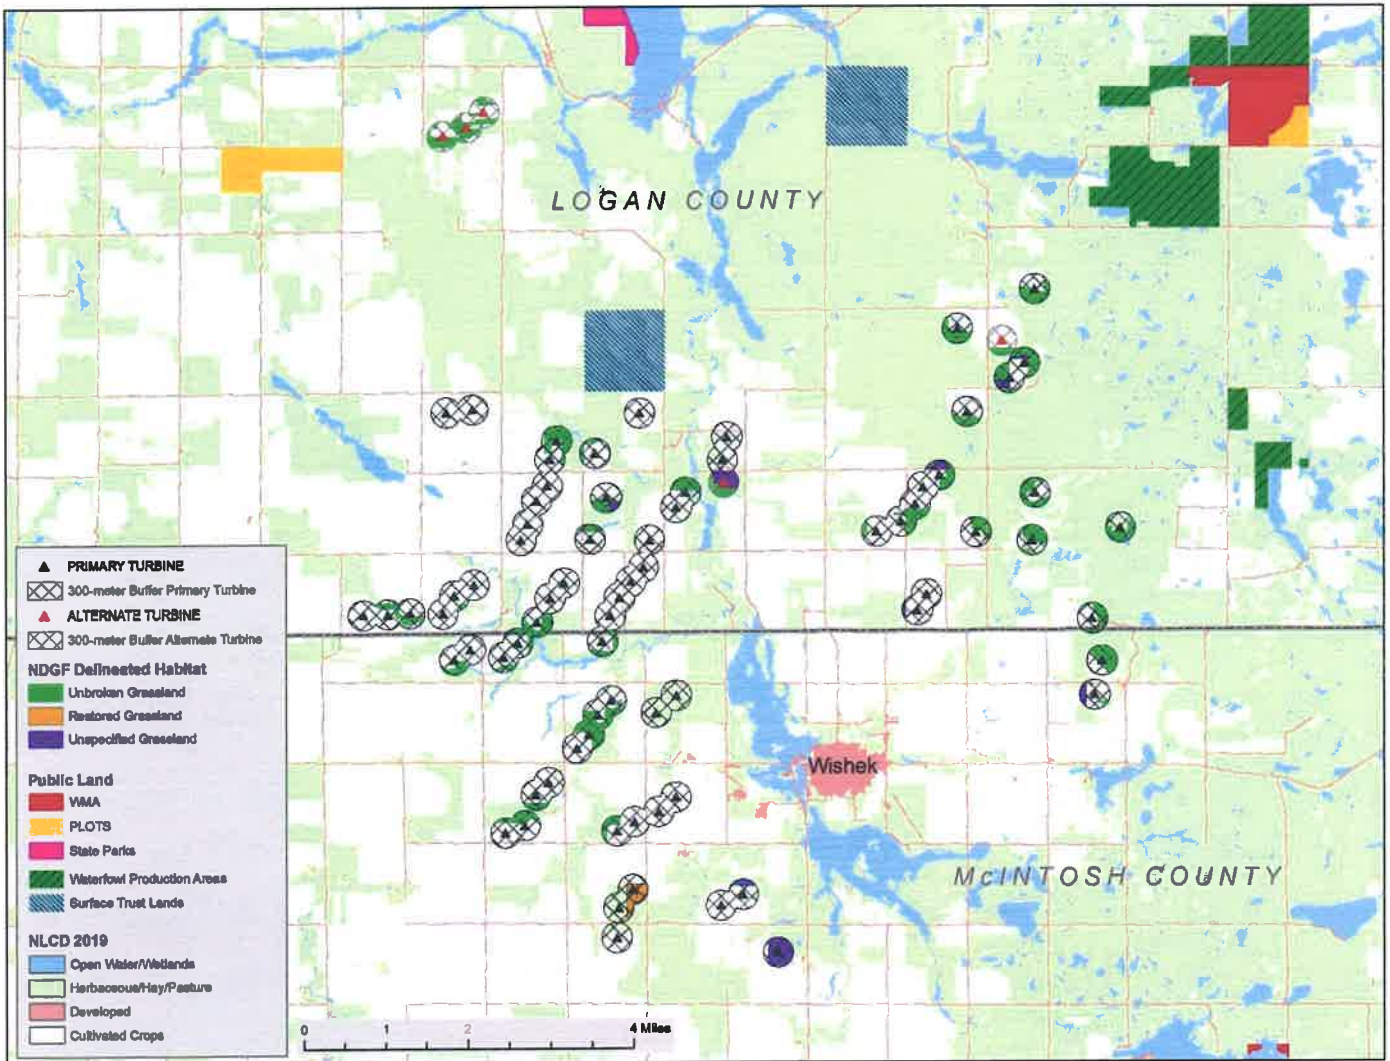 LOGAN COUNTY
PRIMARY TURBINE
300-meter Buffer Primary Turbine
ALTERNATE TURBINE
300-meter Buffer Alternate Turbine
NDGF Delineated Habitat
Unbroken Grassland
Restored Grassland
Unspecified Grassland
Public Land
WMA
PLOTS
State Parks
Waterfowl Production Areas
Surface Trust Lands
NLCD 2019
Open Water/Wetlands
Herbaceous/Hay/Pasture
Developed
Cultivated Crops
Wishek
McINTOSH COUNTY
0 1 2 4 Miles